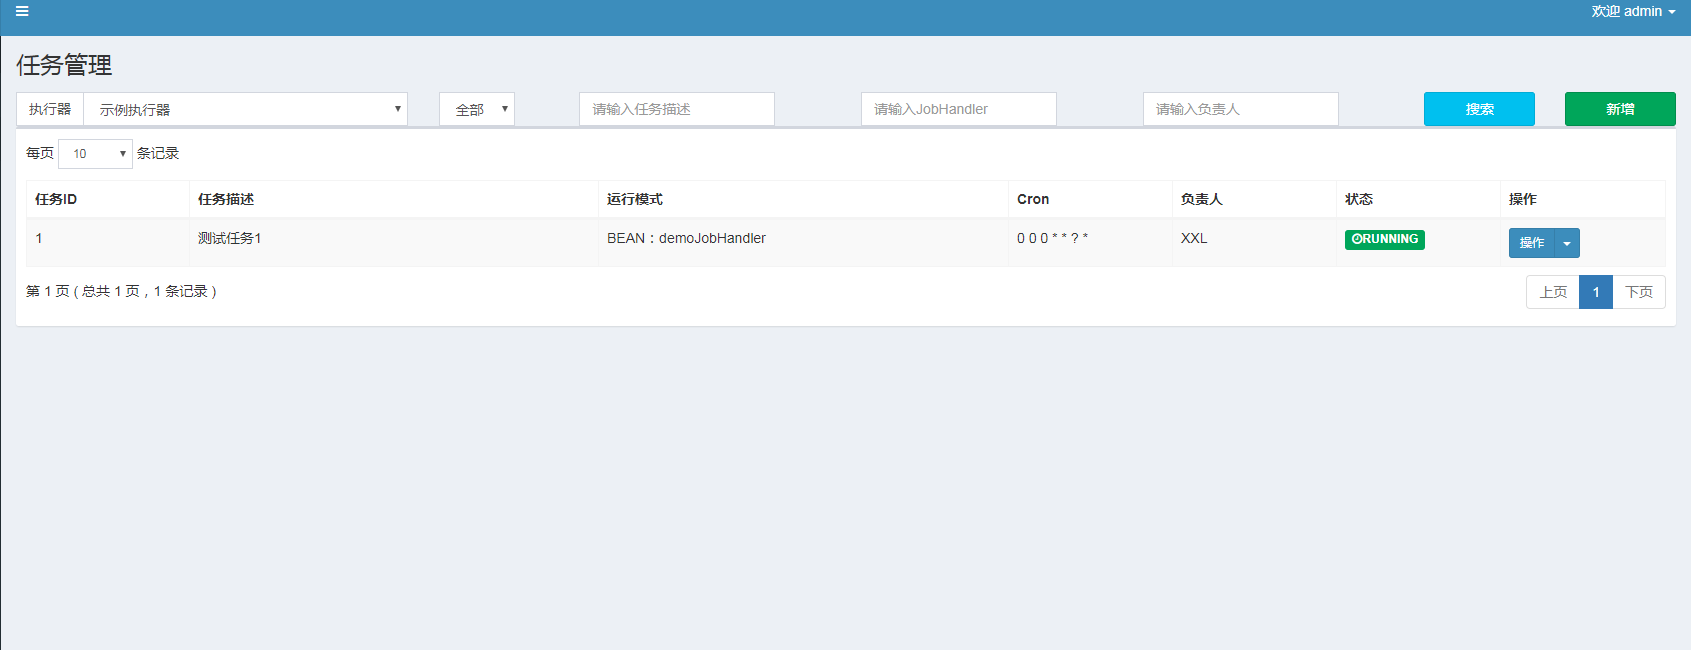 欢迎 admin
任务管理
执行器 示例执行器 全部 请输入任务描述 请输入JobHandler 请输入负责人 搜索 新增
每页 10 条记录
任务ID 任务描述 运行模式 Cron 负责人 状态 操作
1 测试任务1 BEAN：demoJobHandler 0 0 0 * * ? * XXL RUNNING 操作
第 1 页 ( 总共 1 页，1 条记录 ) 上页 1 下页